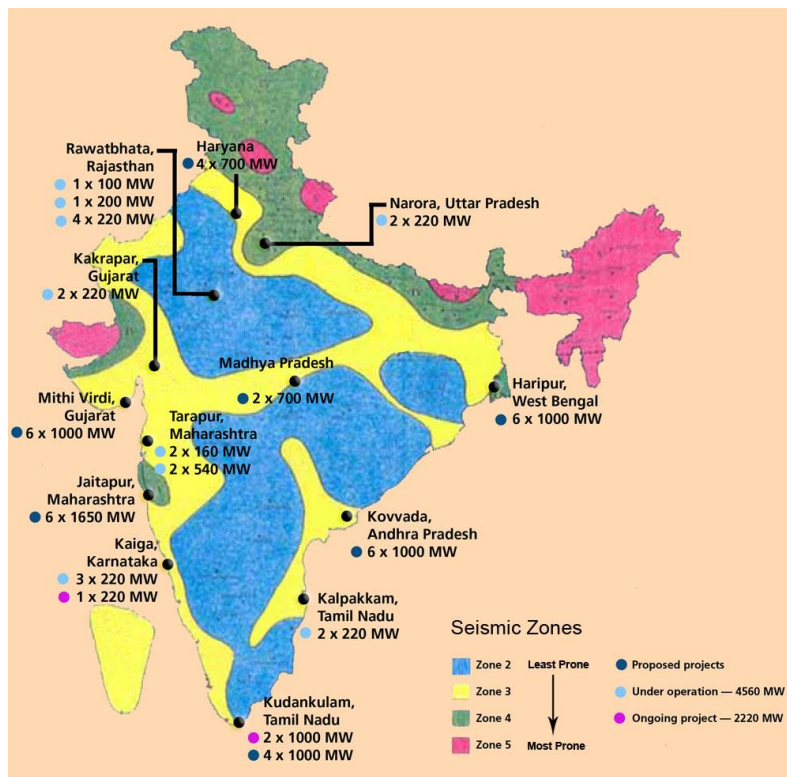 Rawatbhata,
Rajasthan
1 x 100 MW
1 x 200 MW
4 x 220 MW
Haryana
4 x 700 MW
Narora, Uttar Pradesh
2 x 220 MW
Kakrapar,
Gujarat
2 x 220 MW
Madhya Pradesh
2 x 700 MW
Haripur,
West Bengal
6 x 1000 MW
Mithi Virdi,
Gujarat
6 x 1000 MW
Tarapur,
Maharashtra
2 x 160 MW
2 x 540 MW
Jaitapur,
Maharashtra
6 x 1650 MW
Kovvada,
Andhra Pradesh
6 x 1000 MW
Kaiga,
Karnataka
3 x 220 MW
1 x 220 MW
Kalpakkam,
Tamil Nadu
2 x 220 MW
Kudankulam,
Tamil Nadu
2 x 1000 MW
4 x 1000 MW
Seismic Zones
Zone 2 Least Prone
Zone 3
Zone 4
Zone 5 Most Prone
Proposed projects
Under operation — 4560 MW
Ongoing project — 2220 MW